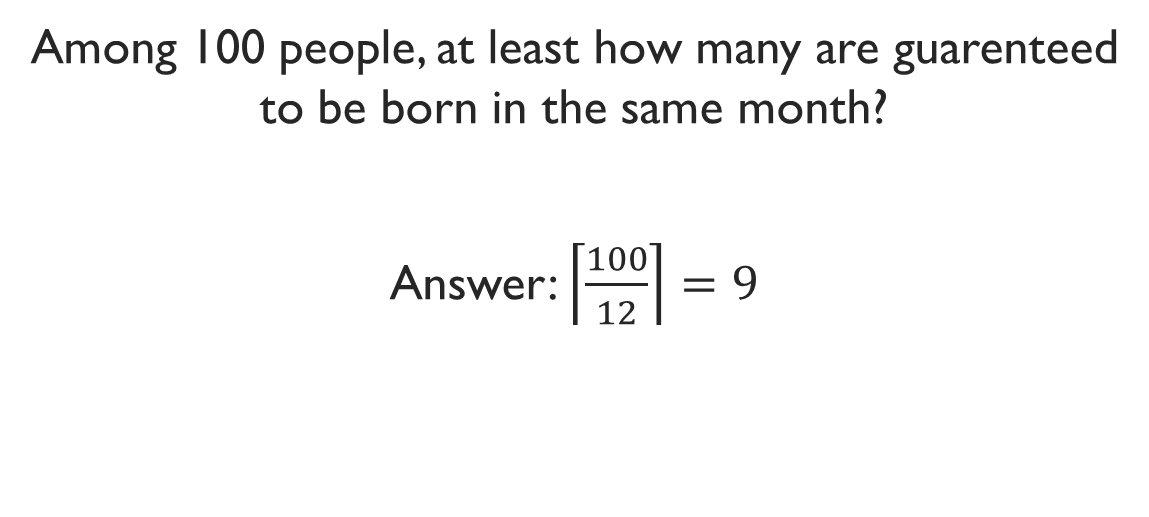 Among 100 people, at least how many are guarenteed
to be born in the same month?
Answer: ⌈100/12⌉ = 9